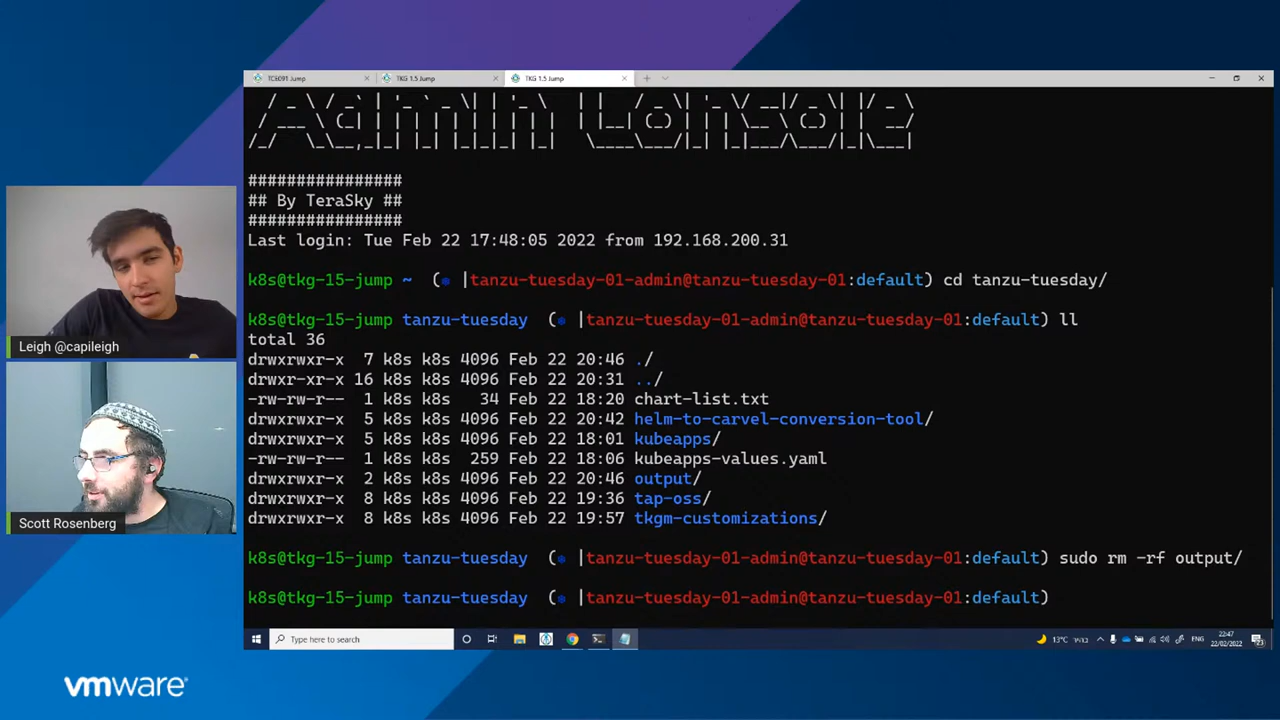 TCE091 Jump
TKG 1.5 Jump
TKG 1.5 Jump
Admin Console
################
## By TeraSky ##
################
Last login: Tue Feb 22 17:48:05 2022 from 192.168.200.31
k8s@tkg-15-jump ~ (⎈ |tanzu-tuesday-01-admin@tanzu-tuesday-01:default) cd tanzu-tuesday/
k8s@tkg-15-jump tanzu-tuesday (⎈ |tanzu-tuesday-01-admin@tanzu-tuesday-01:default) ll
total 36
drwxrwxr-x 7 k8s k8s 4096 Feb 22 20:46 ./
drwxr-xr-x 16 k8s k8s 4096 Feb 22 20:31 ../
-rw-rw-r-- 1 k8s k8s 34 Feb 22 18:20 chart-list.txt
drwxrwxr-x 5 k8s k8s 4096 Feb 22 20:42 helm-to-carvel-conversion-tool/
drwxrwxr-x 5 k8s k8s 4096 Feb 22 18:01 kubeapps/
-rw-rw-r-- 1 k8s k8s 259 Feb 22 18:06 kubeapps-values.yaml
drwxrwxr-x 2 k8s k8s 4096 Feb 22 20:46 output/
drwxrwxr-x 8 k8s k8s 4096 Feb 22 19:36 tap-oss/
drwxrwxr-x 8 k8s k8s 4096 Feb 22 19:57 tkgm-customizations/
k8s@tkg-15-jump tanzu-tuesday (⎈ |tanzu-tuesday-01-admin@tanzu-tuesday-01:default) sudo rm -rf output/
k8s@tkg-15-jump tanzu-tuesday (⎈ |tanzu-tuesday-01-admin@tanzu-tuesday-01:default)
Leigh @capileigh
Scott Rosenberg
Type here to search
13°C בהיר
ENG
22:47
22/02/2022
vmware®